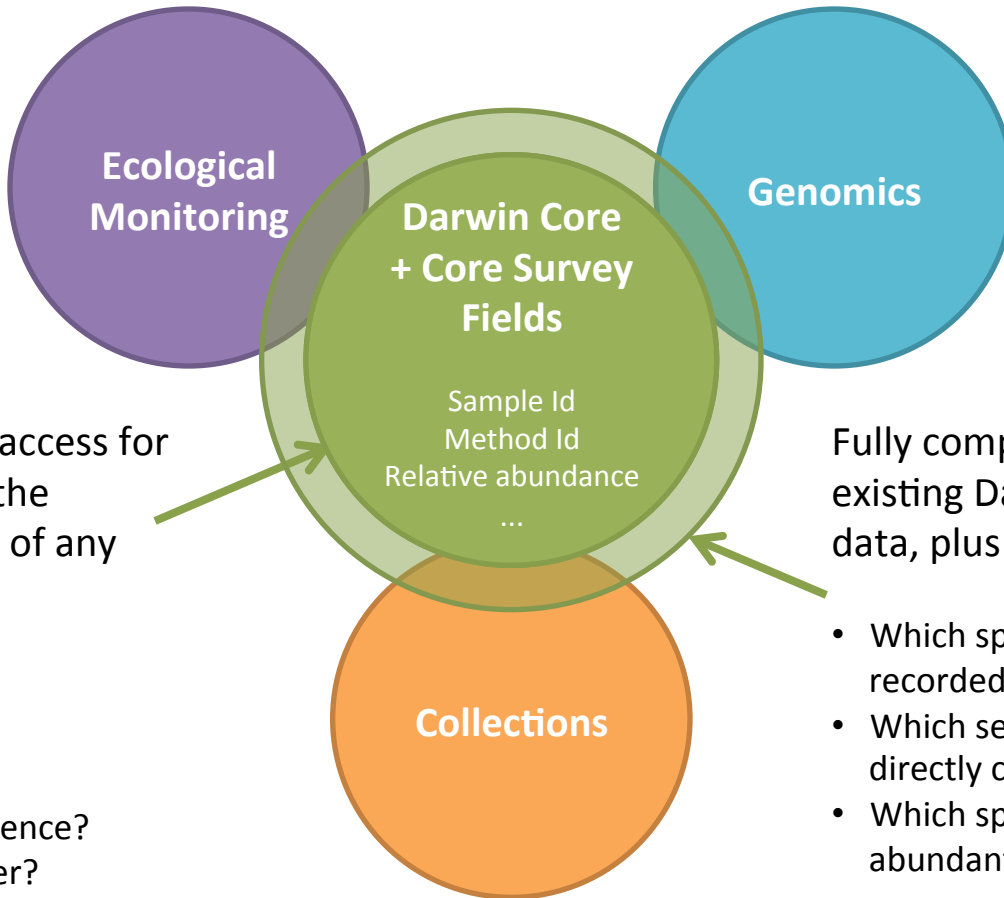 Ecological
Monitoring
Genomics
Darwin Core
+ Core Survey
Fields
Sample Id
Method Id
Relative abundance
...
access for
the
of any
ence?
er?
Collections
Fully comp
existing Da
data, plus
• Which sp
recorded
• Which se
directly c
• Which sp
abundant